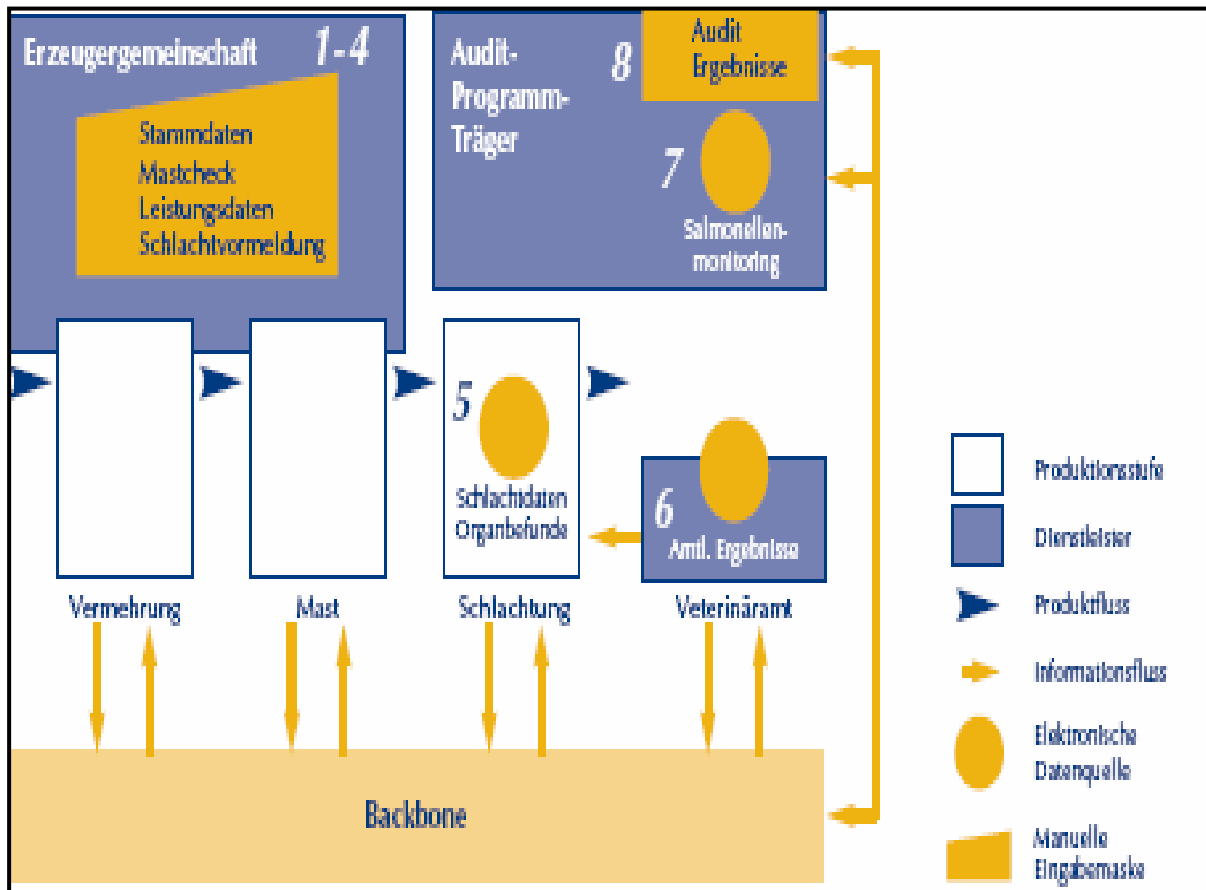 Erzeugergemeinschaft 1-4
Stammdaten
Mastcheck
Leistungsdaten
Schlachtvormeldung
Audit-
Programm-
Träger
8
Audit
Ergebnisse
7
Salmonellen-
monitoring
5
Schlachtdaten
Organbefunde
6
Amtl. Ergebnisse
Vermehrung
Mast
Schlachtung
Veterinäramt
Backbone
Produktionsstufe
Dienstleister
Produktfluss
Informationsfluss
Elektronische
Datenquelle
Manuelle
Eingabemaske